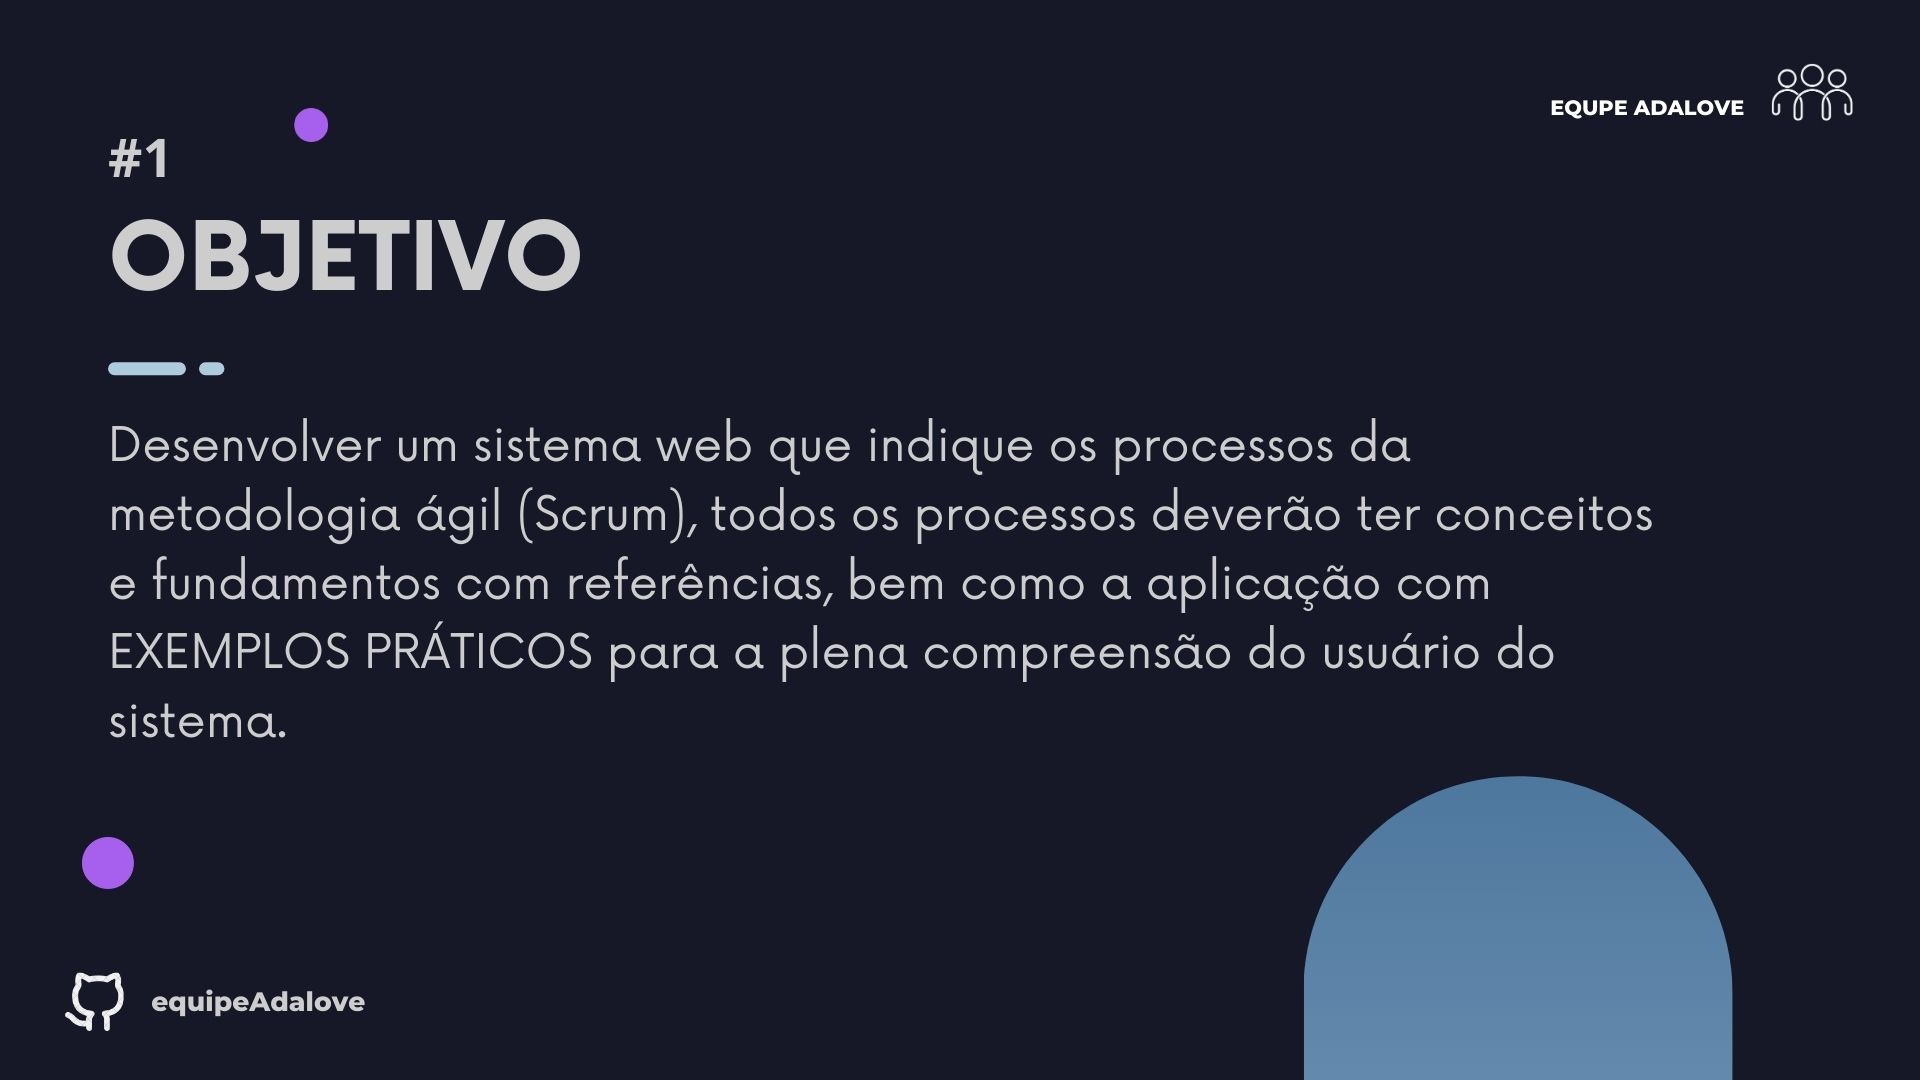 EQUPE ADALOVE
#1
OBJETIVO
Desenvolver um sistema web que indique os processos da
metodologia ágil (Scrum), todos os processos deverão ter conceitos
e fundamentos com referências, bem como a aplicação com
EXEMPLOS PRÁTICOS para a plena compreensão do usuário do
sistema.
equipeAdalove